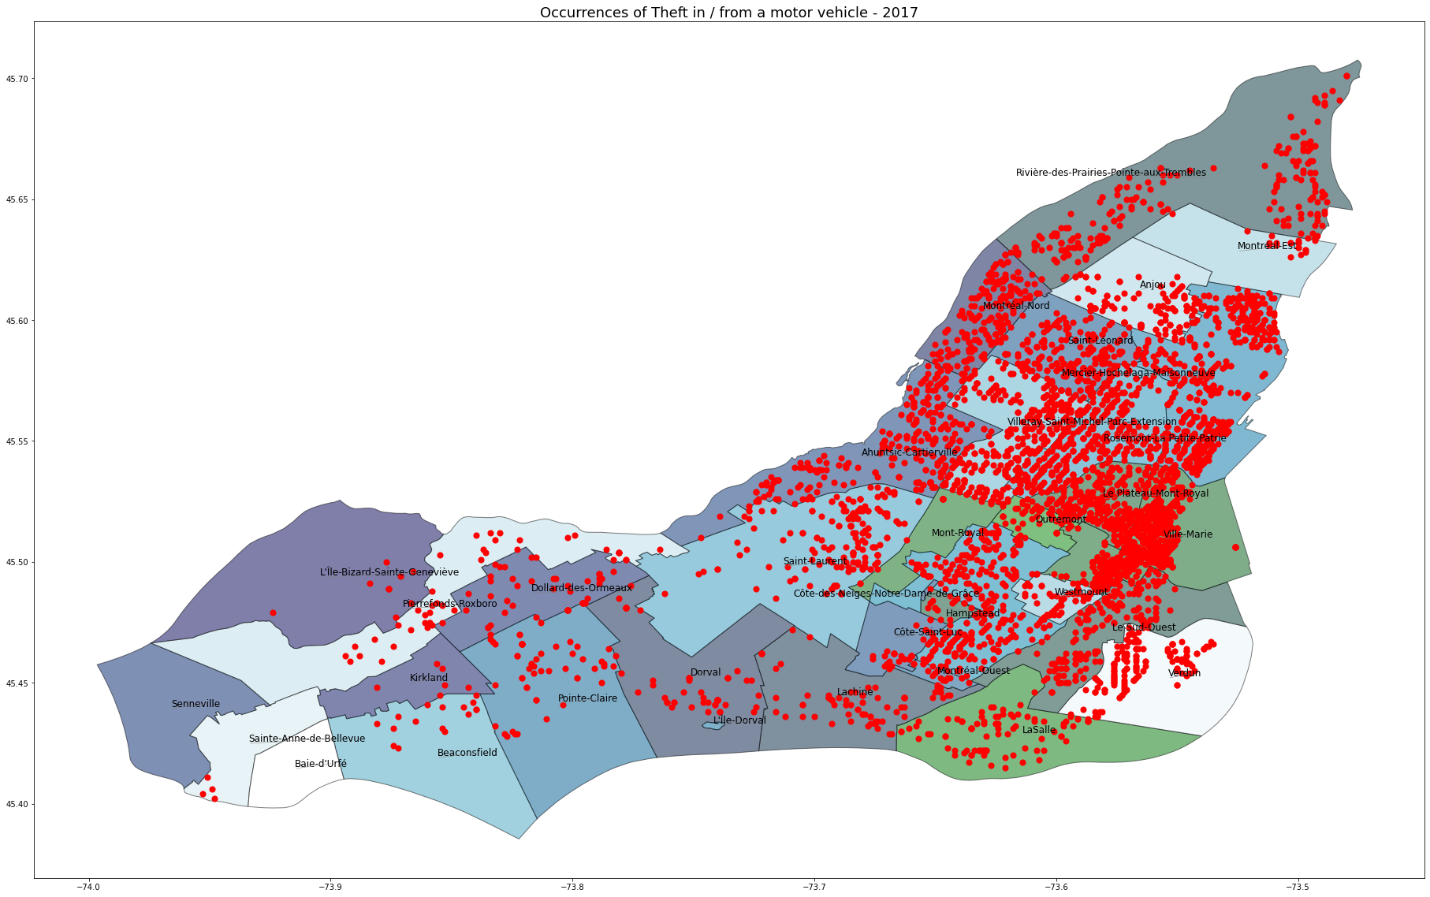 Occurrences of Theft in / from a motor vehicle - 2017
45.70
Rivière-des-Prairies-Pointe-aux-Trembles
45.65
Montréal-Est
Anjou
Montréal-Nord
45.60
Saint-Léonard
Mercier-Hochelaga-Maisonneuve
Villeray-Saint-Michel-Parc-Extension
Rosemont-La Petite-Patrie
45.55
Ahuntsic-Cartierville
Le Plateau-Mont-Royal
Outremont
Mont-Royal
Ville-Marie
45.50
Saint-Laurent
L'Île-Bizard-Sainte-Geneviève
Dollard-des-Ormeaux
Côte-des-Neiges-Notre-Dame-de-Grâce
Westmount
Pierrefonds-Roxboro
Hampstead
Le Sud-Ouest
Côte-Saint-Luc
45.45
Montréal-Ouest
Dorval
Verdun
Kirkland
Lachine
Pointe-Claire
Senneville
L'Île-Dorval
LaSalle
Sainte-Anne-de-Bellevue
Beaconsfield
Baie-d'Urfé
45.40
−74.0 −73.9 −73.8 −73.7 −73.6 −73.5